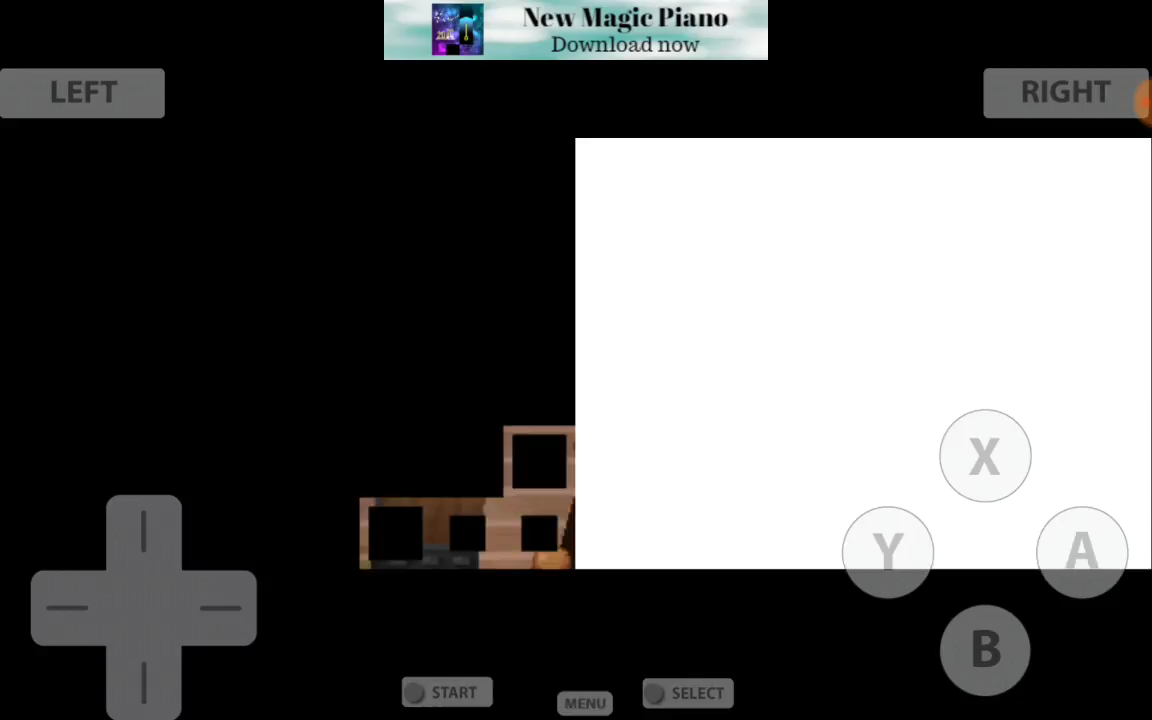 New Magic Piano
Download now
LEFT
RIGHT
X
Y
A
B
START
SELECT
MENU